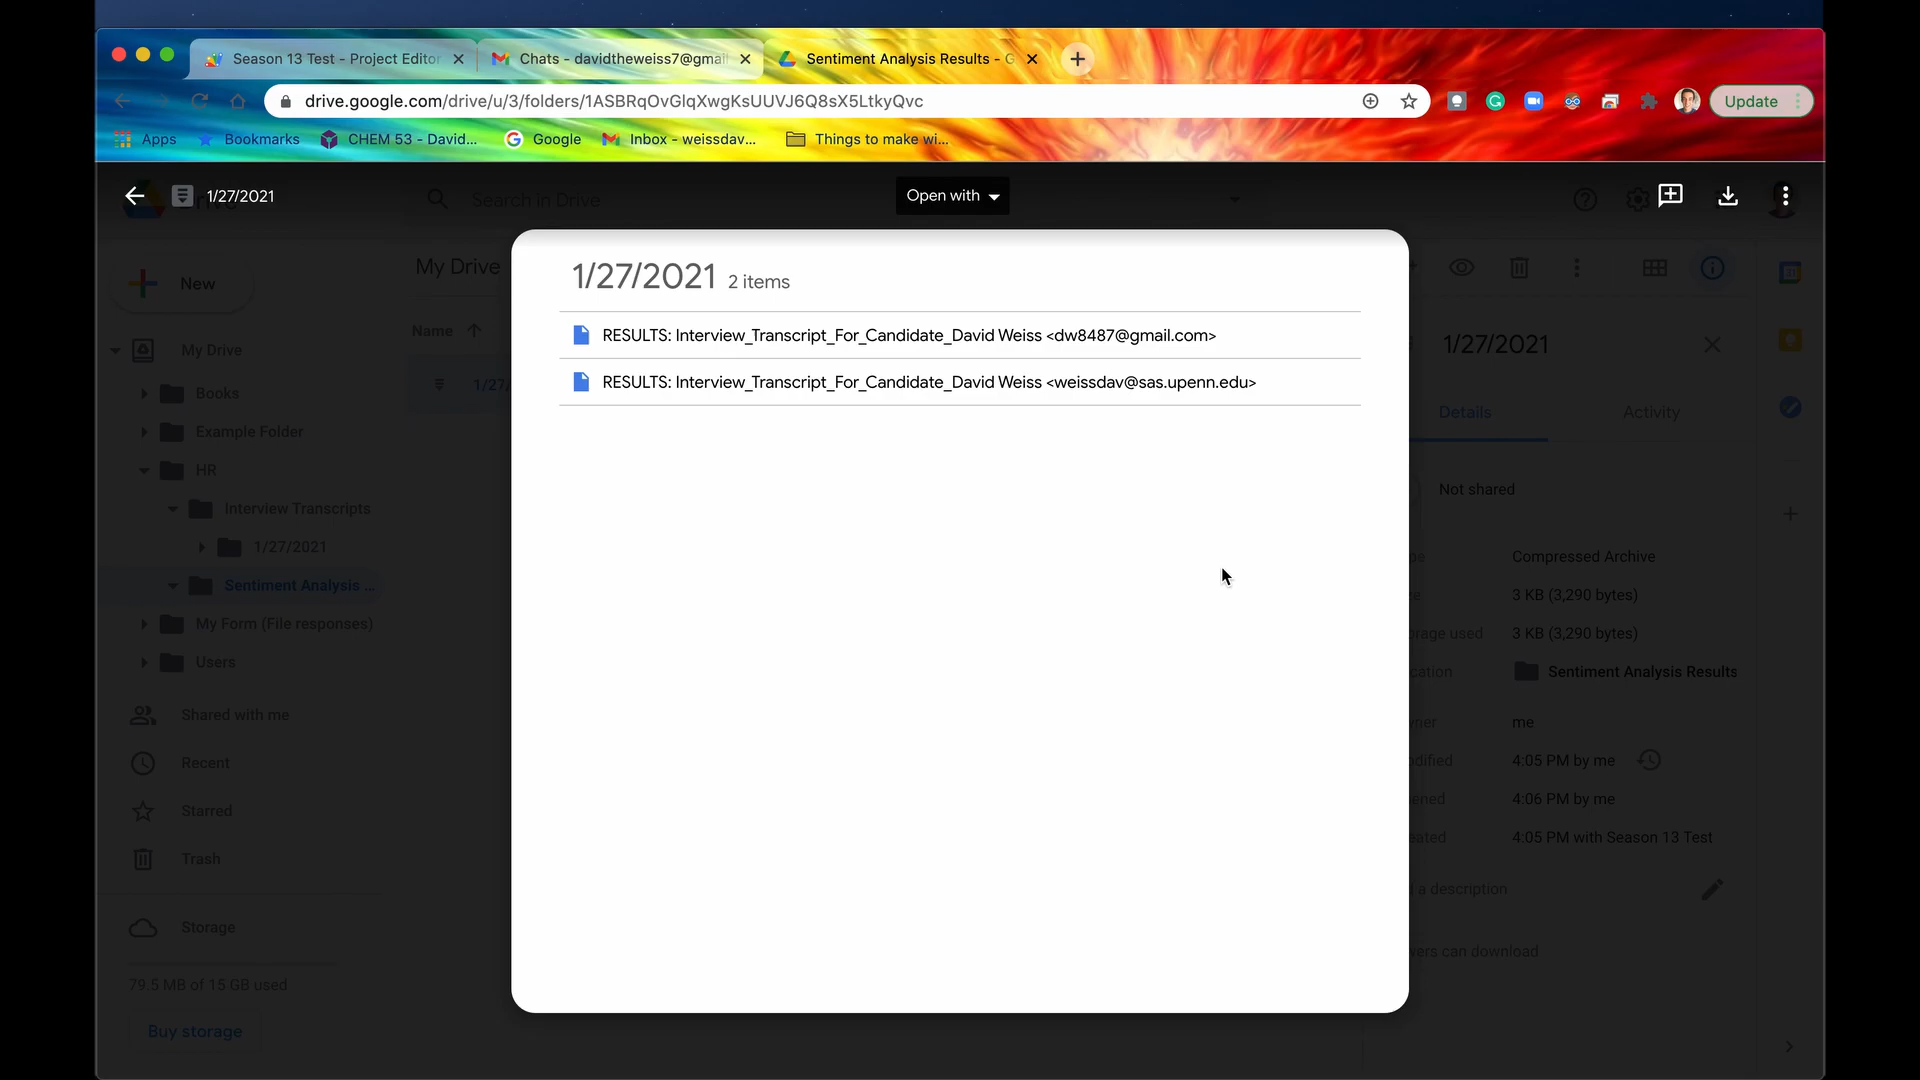 Season 13 Test - Project Editor
Chats - davidtheweiss7@gmai
Sentiment Analysis Results - G
drive.google.com/drive/u/3/folders/1ASBRqOvGlqXwgKsUUVJ6Q8sX5LtkyQvc
Update
Apps
Bookmarks
CHEM 53 - David...
Google
Inbox - weissdav...
Things to make wi...
1/27/2021
Search in Drive
Open with
New
My Drive
1/27/2021 2 items
Name
RESULTS: Interview_Transcript_For_Candidate_David Weiss <dw8487@gmail.com>
RESULTS: Interview_Transcript_For_Candidate_David Weiss <weissdav@sas.upenn.edu>
1/27
1/27/2021
Details
Activity
My Drive
Books
Example Folder
HR
Interview Transcripts
1/27/2021
Sentiment Analysis ...
My Form (File responses)
Users
Shared with me
Recent
Starred
Trash
Storage
79.5 MB of 15 GB used
Buy storage
Not shared
Compressed Archive
3 KB (3,290 bytes)
3 KB (3,290 bytes)
Sentiment Analysis Results
me
4:05 PM by me
4:06 PM by me
4:05 PM with Season 13 Test
a description
can download